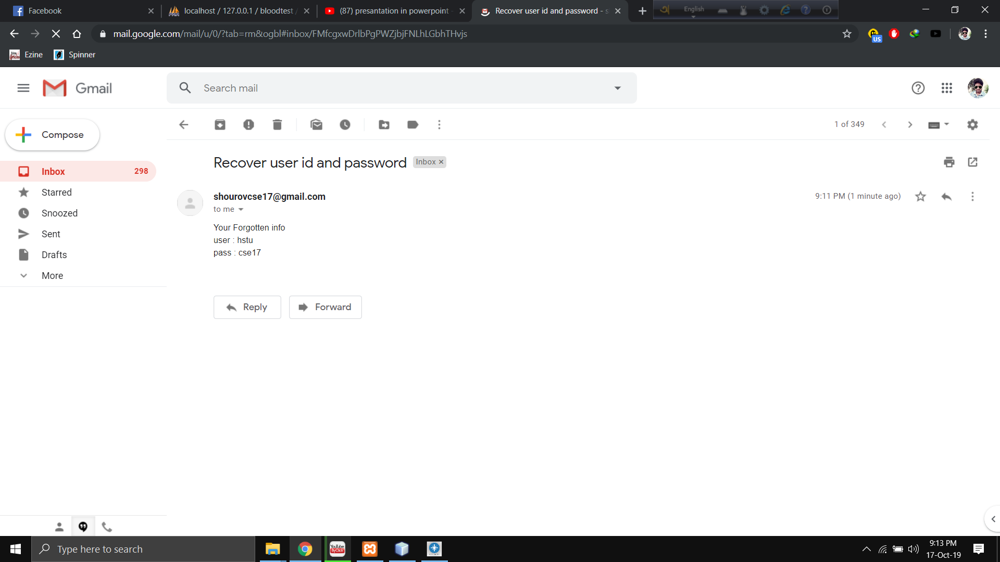 Facebook
localhost / 127.0.0.1 / bloodtest /
(87) presantation in powerpoint -
Recover user id and password - s
English
mail.google.com/mail/u/0/?tab=rm&ogbl#inbox/FMfcgxwDrlbPgPWZjbjFNLhLGbhTHvjs
US
Ezine
Spinner
Gmail
Search mail
Compose
1 of 349
Recover user id and password
Inbox ×
Inbox 298
Starred
Snoozed
Sent
Drafts
More
shourovcse17@gmail.com
9:11 PM (1 minute ago)
to me
Your Forgotten info
user : hstu
pass : cse17
Reply
Forward
Type here to search
YouTube
ByClick
9:13 PM
17-Oct-19